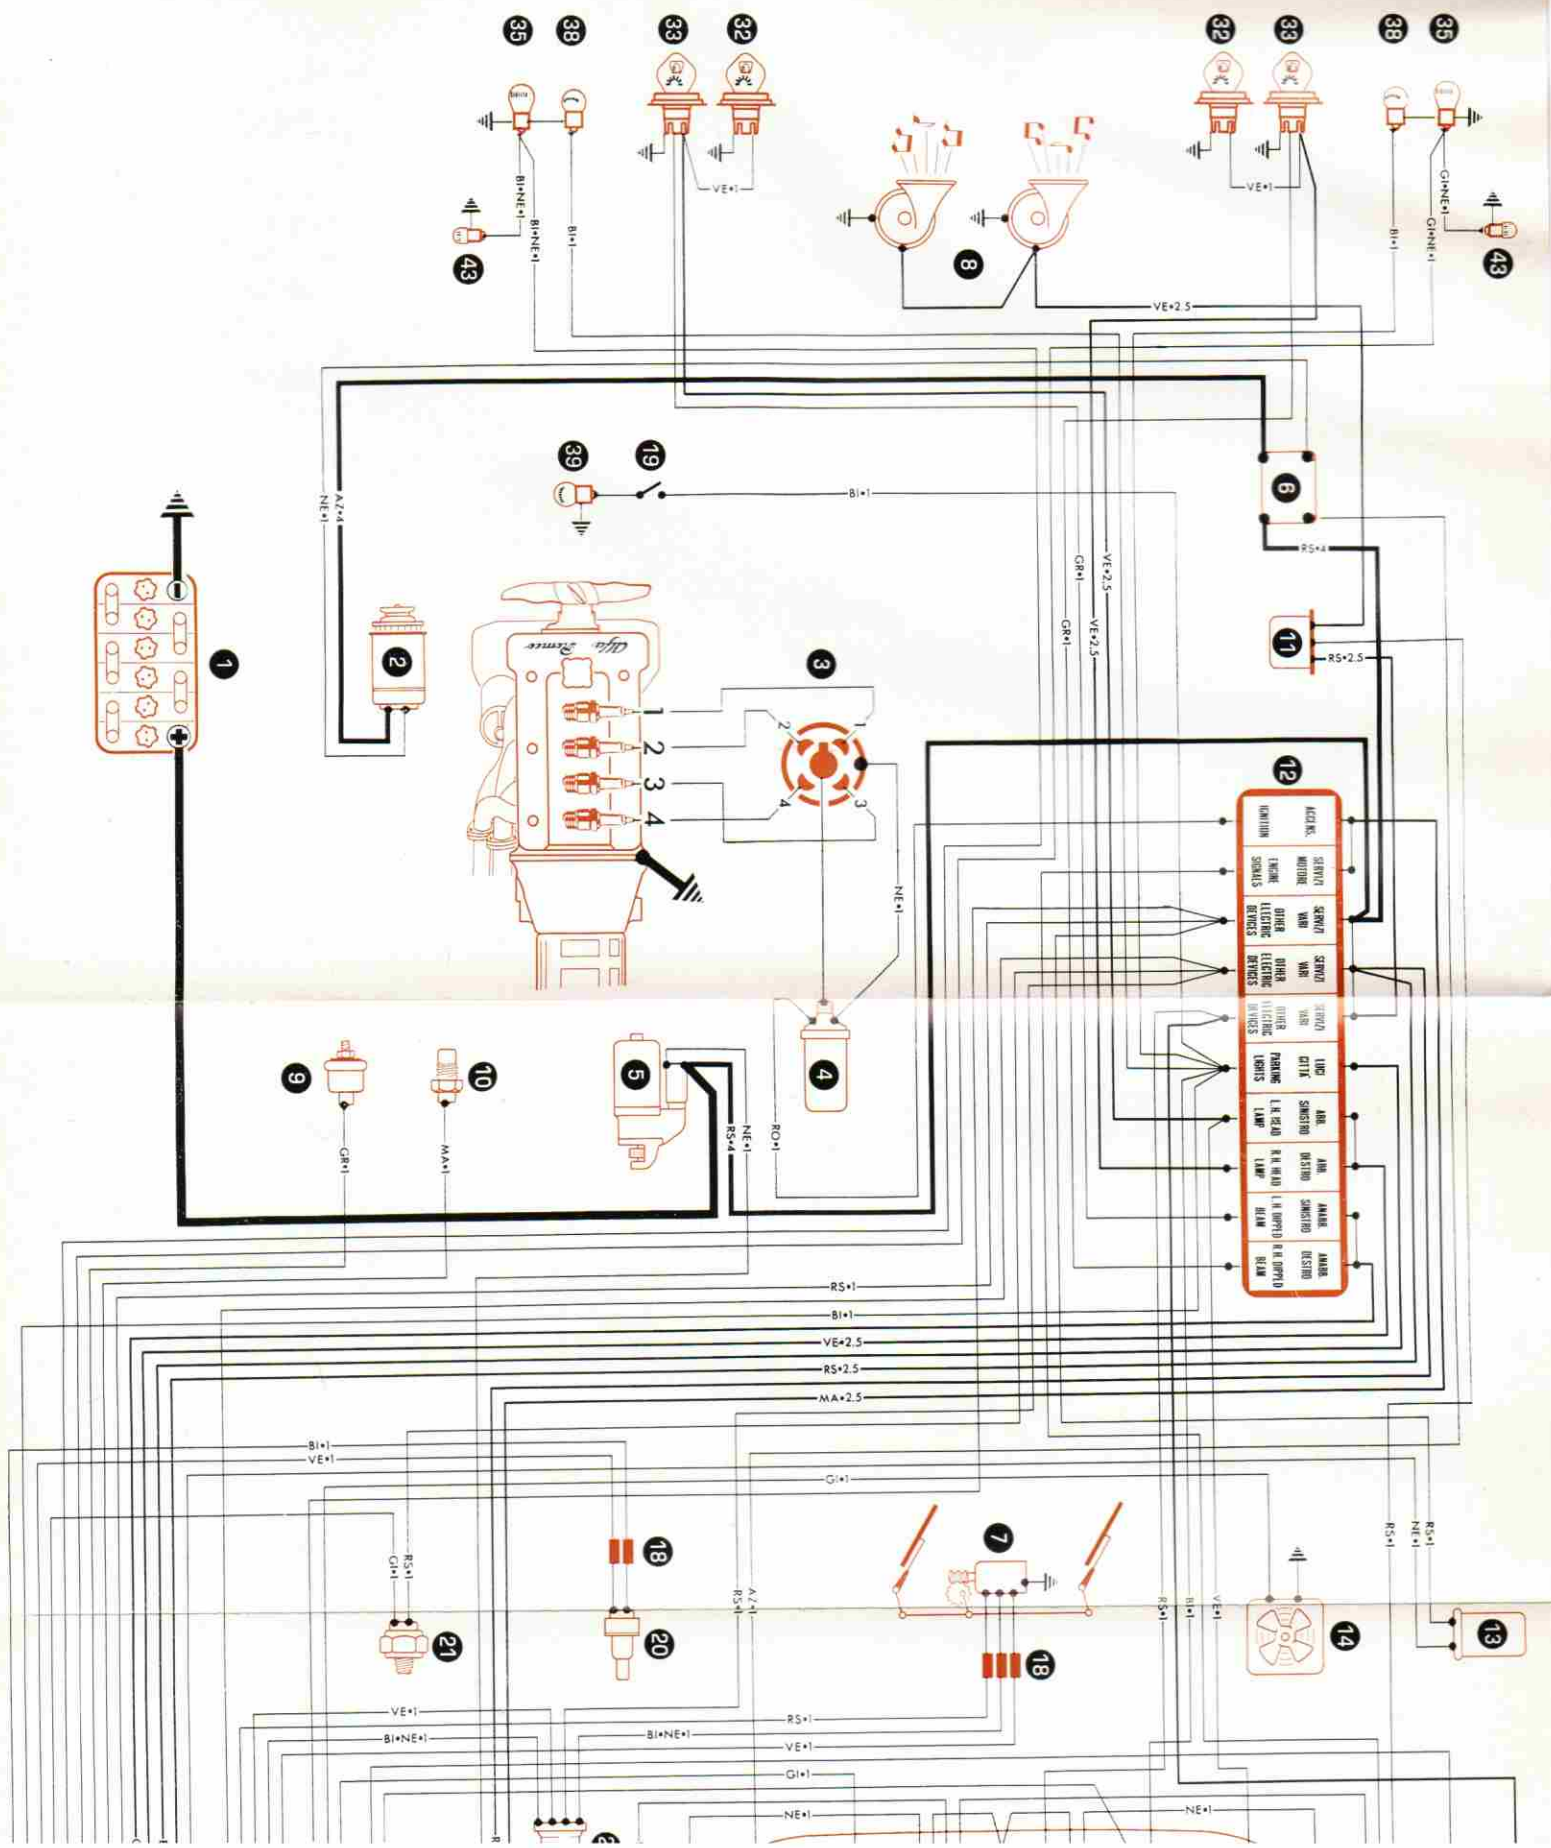 35
38
33
32
32
33
38
35
VE•1
VE•1
BI•NE•1
BI•NE•1
BI•1
43
8
GI•NE•1
GI•NE•1
BI•1
43
VE•2.5
39
19
BI•1
6
AZ•4
NE•1
RS•4
GR•1
VE•2.5
GR•1
VE•2.5
11
RS•2.5
1
2
Alfa Romeo
3
1
2
3
4
2
1
4
3
NE•1
12
ACCENS.
IGNITION
SERVIZI MOTORE
ENGINE SIGNALS
SERVIZI VARI
OTHER ELECTRIC DEVICES
SERVIZI VARI
OTHER ELECTRIC DEVICES
SERVIZI VARI
OTHER ELECTRIC DEVICES
LUCI CITTÀ
PARKING LIGHTS
ABB. SINISTRO
L.H. HEAD LAMP
ABB. DESTRO
R.H. HEAD LAMP
ANABB. SINISTRO
L.H. DIPPED BEAM
ANABB. DESTRO
R.H. DIPPED BEAM
9
10
5
4
GR•1
MA•1
RS•4
NE•1
RO•1
RS•1
BI•1
VE•2.5
RS•2.5
MA•2.5
BI•1
VE•1
GI•1
18
7
GI•1
RS•1
RS•1
NE•1
RS•1
AZ•1
RS•1
RS•1
BI•1
VE•1
21
20
18
14
13
VE•1
RS•1
BI•NE•1
BI•NE•1
VE•1
GI•1
NE•1
NE•1